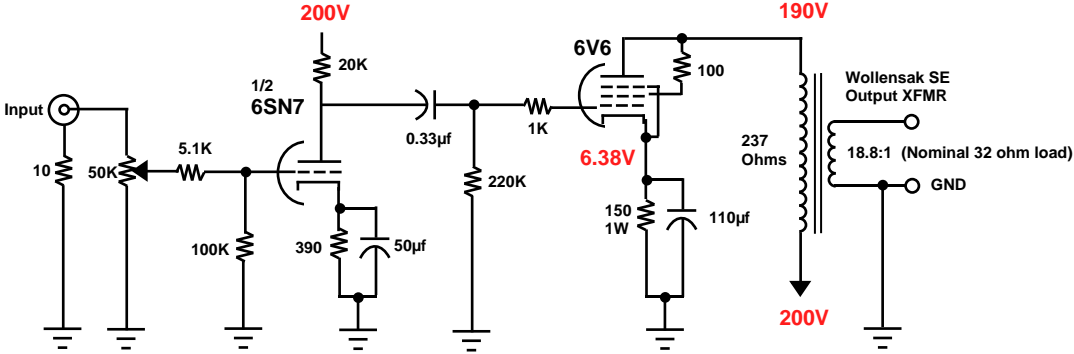 200V
190V
6V6
20K
1/2
6SN7
100
Wollensak SE
Output XFMR
Input
0.33µf
1K
5.1K
6.38V
237
Ohms
18.8:1 (Nominal 32 ohm load)
10
50K
220K
GND
150
1W
110µf
100K
390
50µf
200V